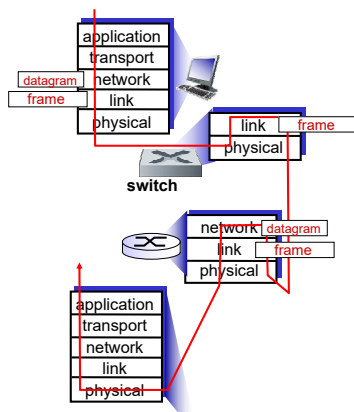 application
transport
datagram
network
frame
link
physical
link
frame
physical
switch
network
datagram
link
frame
physical
application
transport
network
link
physical